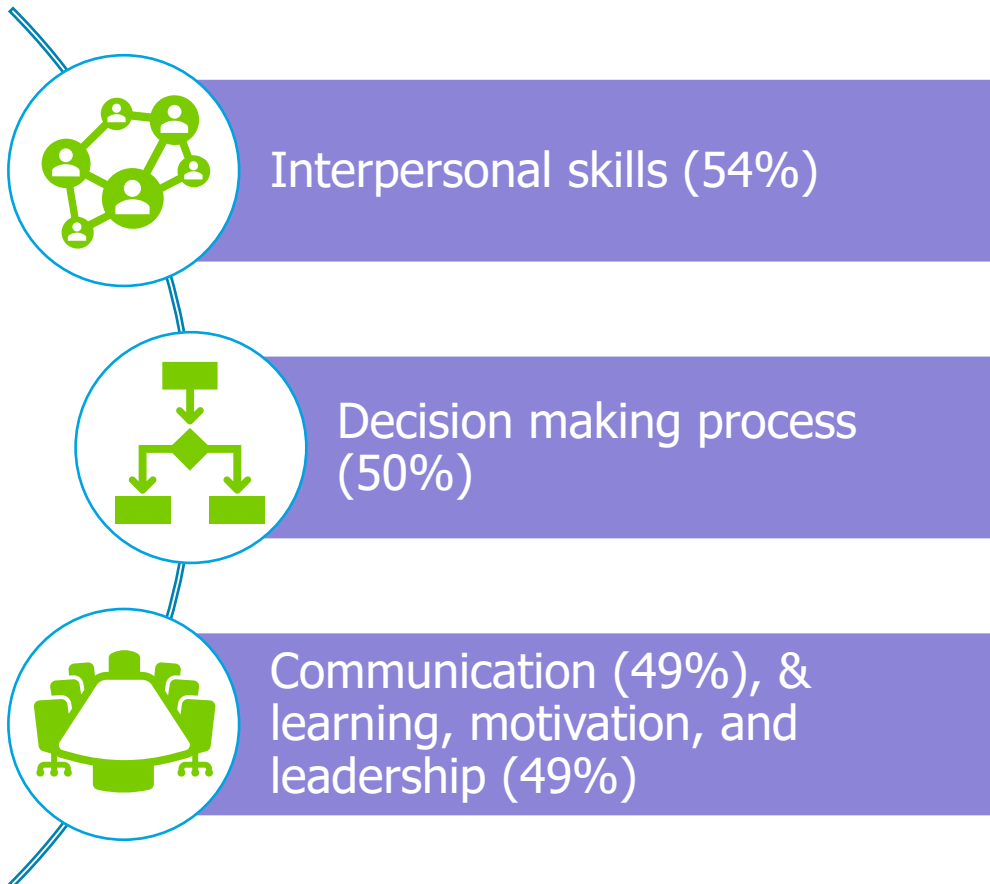 Interpersonal skills (54%)
Decision making process
(50%)
Communication (49%), &
learning, motivation, and
leadership (49%)